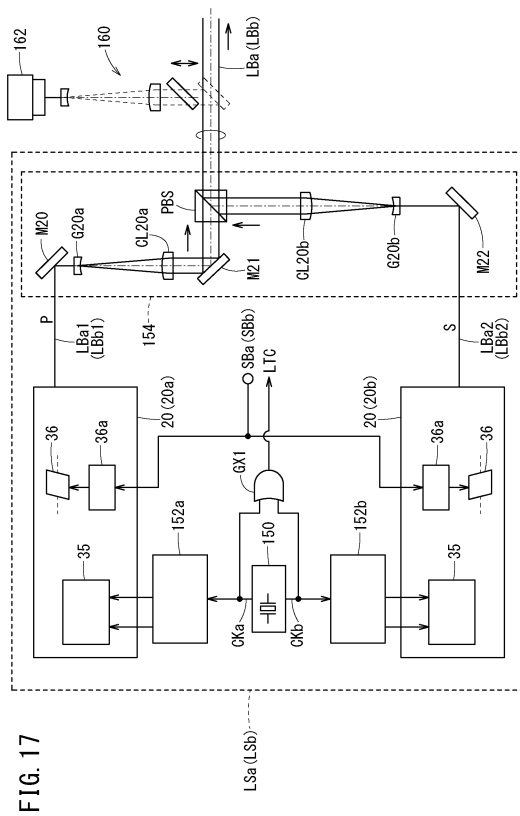 FIG. 17
162
160
LBa (LBb)
PBS
M20
G20a
CL20a
M21
CL20b
G20b
M22
154
P
LBa1
(LBb1)
S
LBa2
(LBb2)
SBa (SBb)
LTC
20 (20a)
20 (20b)
36
36a
36a
36
GX1
35
152a
150
152b
35
CKa
CKb
LSa (LSb)